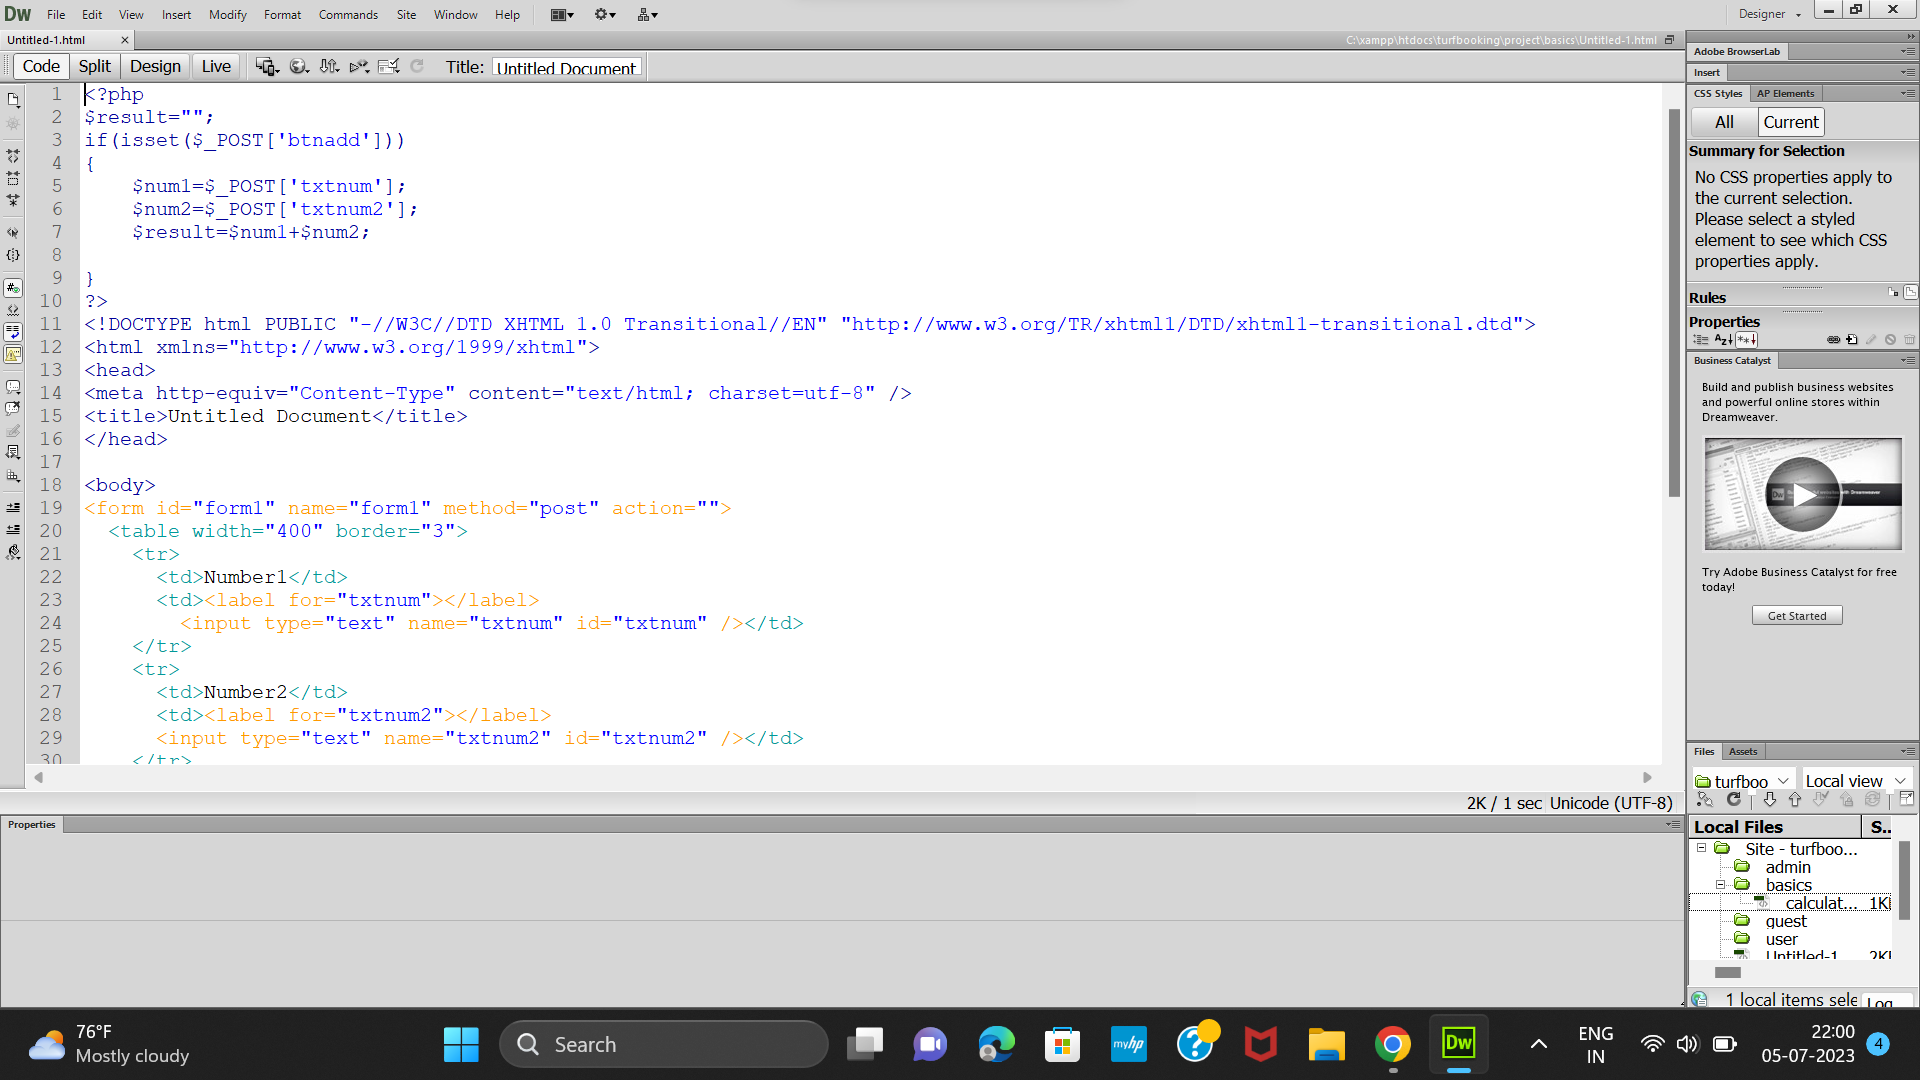 Dw File Edit View Insert Modify Format Commands Site Window Help Designer
Untitled-1.html C:\xampp\htdocs\turfbooking\project\basics\Untitled-1.html
Code Split Design Live Title: Untitled Document
1 <?php
2 $result="";
3 if(isset($_POST['btnadd']))
4 {
5 $num1=$_POST['txtnum'];
6 $num2=$_POST['txtnum2'];
7 $result=$num1+$num2;
8
9 }
10 ?>
11 <!DOCTYPE html PUBLIC "-//W3C//DTD XHTML 1.0 Transitional//EN" "http://www.w3.org/TR/xhtml1/DTD/xhtml1-transitional.dtd">
12 <html xmlns="http://www.w3.org/1999/xhtml">
13 <head>
14 <meta http-equiv="Content-Type" content="text/html; charset=utf-8" />
15 <title>Untitled Document</title>
16 </head>
17
18 <body>
19 <form id="form1" name="form1" method="post" action="">
20 <table width="400" border="3">
21 <tr>
22 <td>Number1</td>
23 <td><label for="txtnum"></label>
24 <input type="text" name="txtnum" id="txtnum" /></td>
25 </tr>
26 <tr>
27 <td>Number2</td>
28 <td><label for="txtnum2"></label>
29 <input type="text" name="txtnum2" id="txtnum2" /></td>
30 </tr>
2K / 1 sec Unicode (UTF-8)
Properties
Adobe BrowserLab
Insert
CSS Styles AP Elements
All Current
Summary for Selection
No CSS properties apply to
the current selection.
Please select a styled
element to see which CSS
properties apply.
Rules
Properties
Business Catalyst
Build and publish business websites
and powerful online stores within
Dreamweaver.
Try Adobe Business Catalyst for free
today!
Get Started
Files Assets
turfboo Local view
Local Files S..
Site - turfboo...
admin
basics
calculat... 1K
guest
user
Untitled-1 2K
1 local items sele Log
76°F
Mostly cloudy
Search
myhp
Dw
ENG
IN
22:00
05-07-2023
4